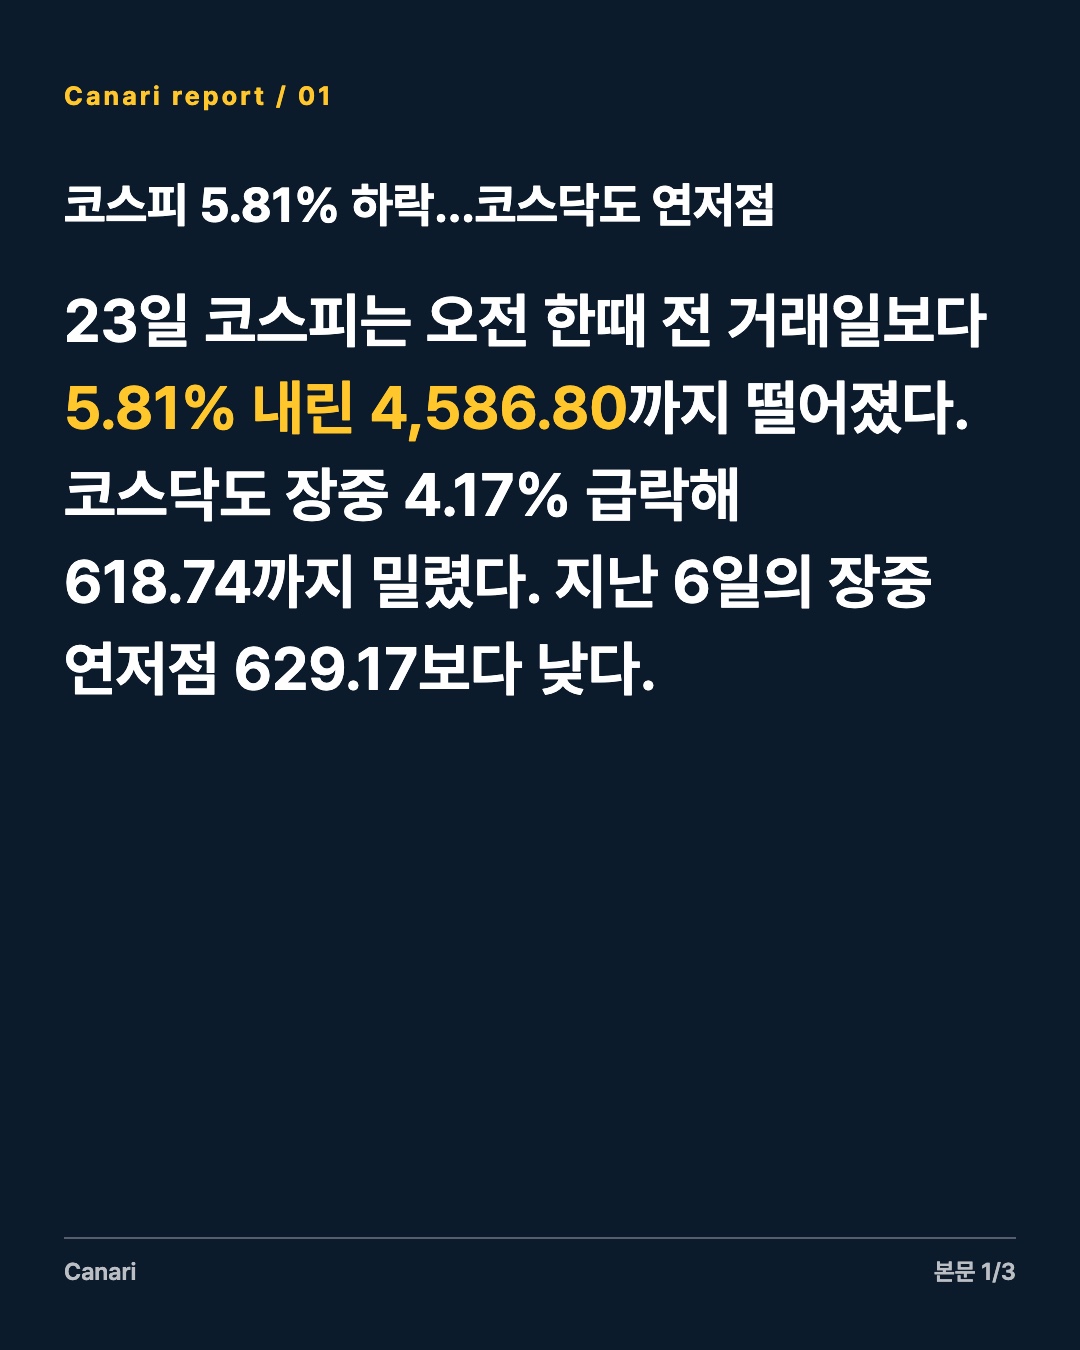 Canari report / 01
코스피 5.81% 하락...코스닥도 연저점
23일 코스피는 오전 한때 전 거래일보다
5.81% 내린 4,586.80까지 떨어졌다.
코스닥도 장중 4.17% 급락해
618.74까지 밀렸다. 지난 6일의 장중
연저점 629.17보다 낮다.
Canari
본문 1/3